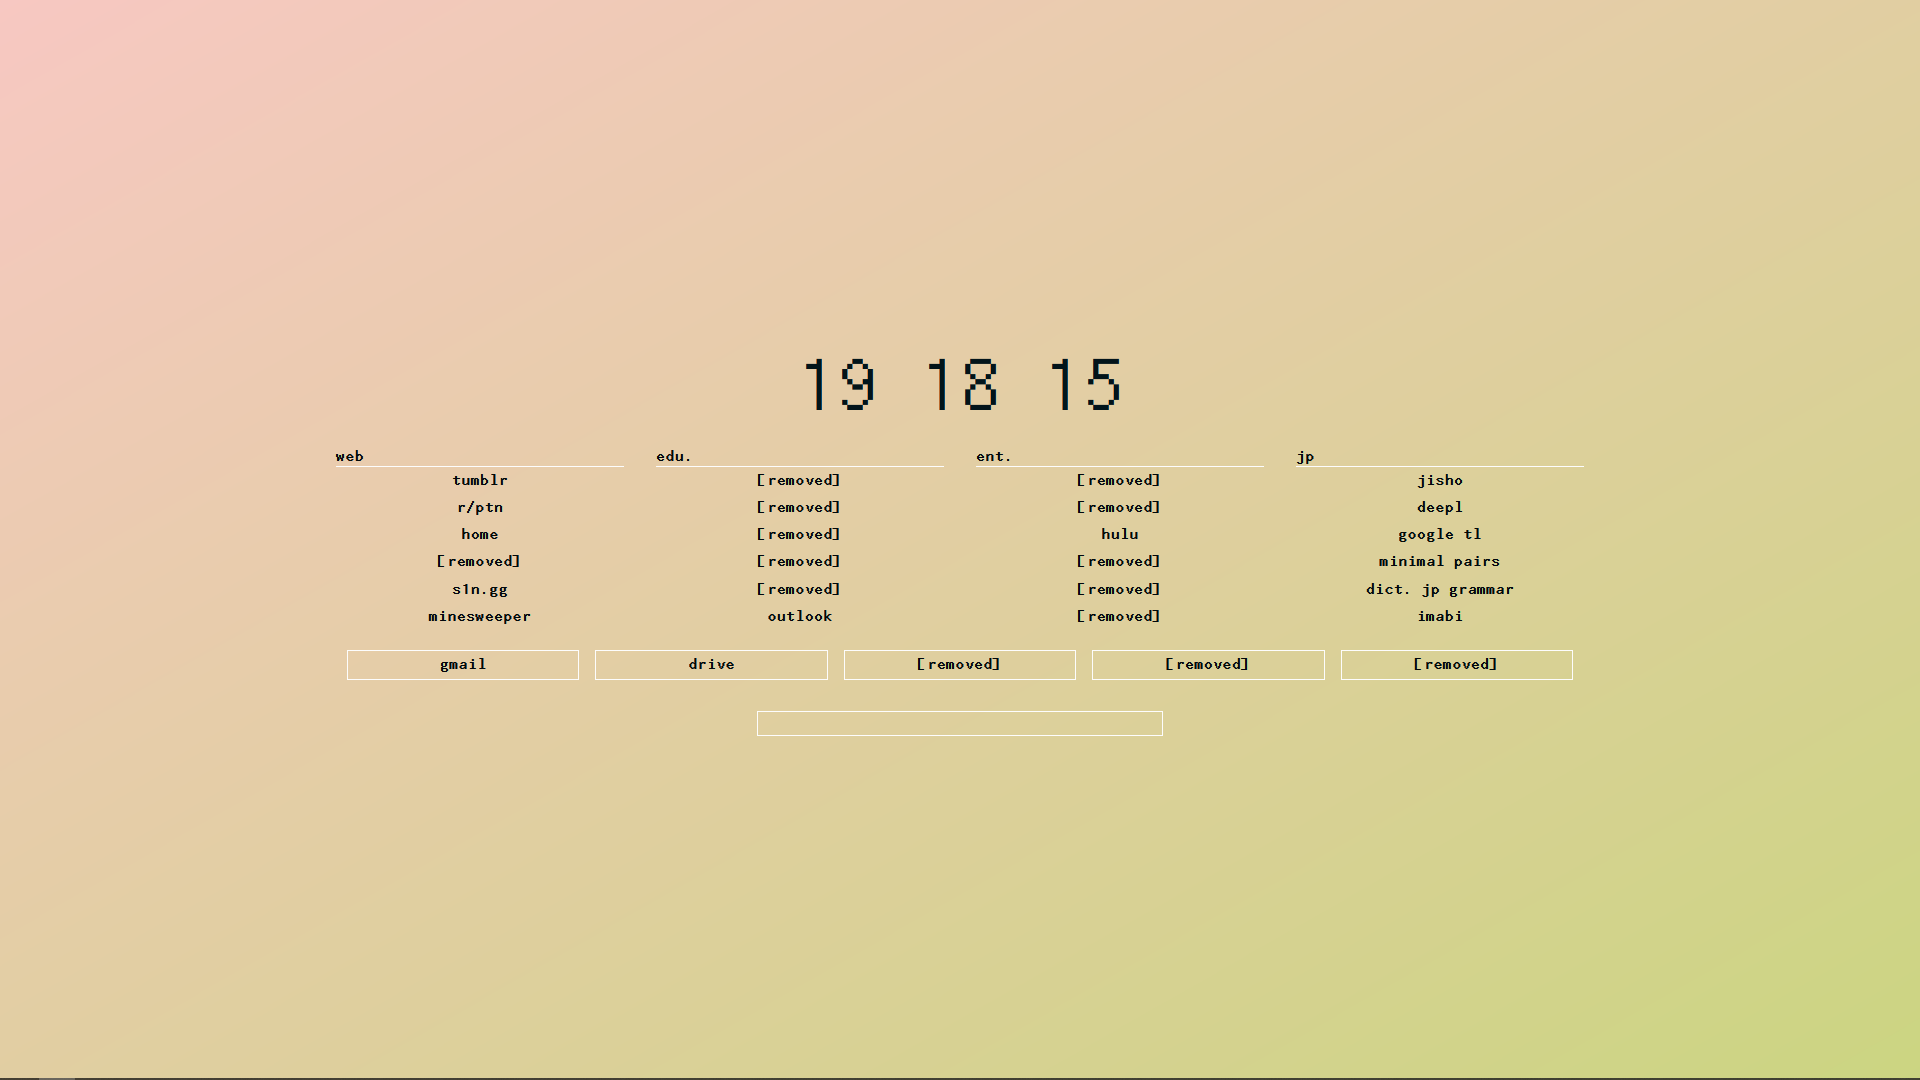 19 18 15
web
tumblr
r/ptn
home
[removed]
s1n.gg
minesweeper
edu.
[removed]
[removed]
[removed]
[removed]
[removed]
outlook
ent.
[removed]
[removed]
hulu
[removed]
[removed]
[removed]
jp
jisho
deepl
google tl
minimal pairs
dict. jp grammar
imabi
gmail
drive
[removed]
[removed]
[removed]